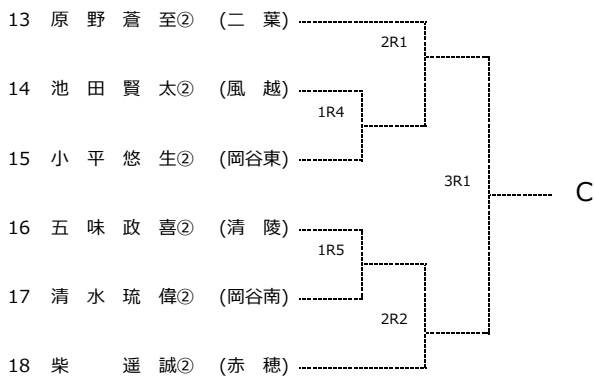 13 原 野 蒼 至② (二 葉)
2R1
14 池 田 賢 太② (風 越)
1R4
15 小 平 悠 生② (岡谷東)
3R1
C
16 五 味 政 喜② (清 陵)
1R5
17 清 水 琉 偉② (岡谷南)
2R2
18 柴 遥 誠② (赤 穂)